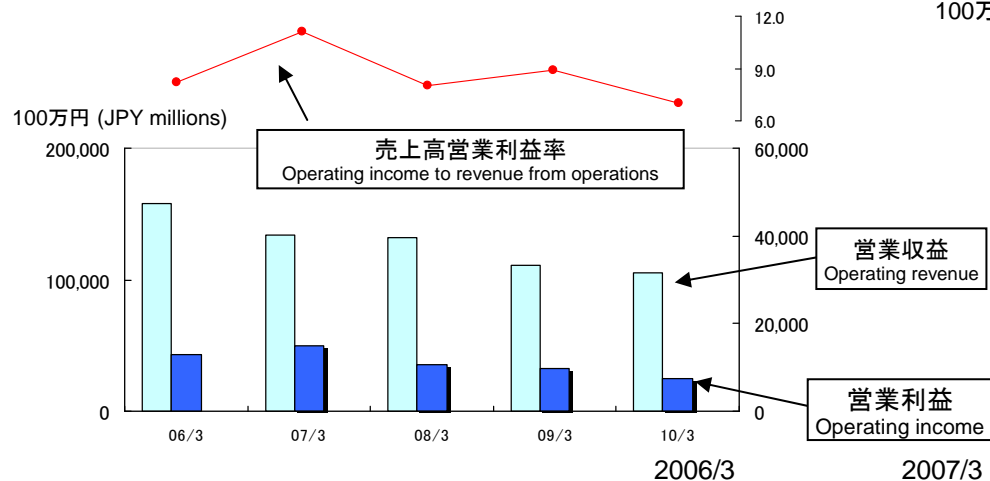 12.0
100万
9.0
100万円 (JPY millions)
6.0
売上高営業利益率
Operating income to revenue from operations
200,000
60,000
40,000
営業収益
Operating revenue
100,000
20,000
営業利益
Operating income
0
0
06/3
07/3
08/3
09/3
10/3
2006/3
2007/3